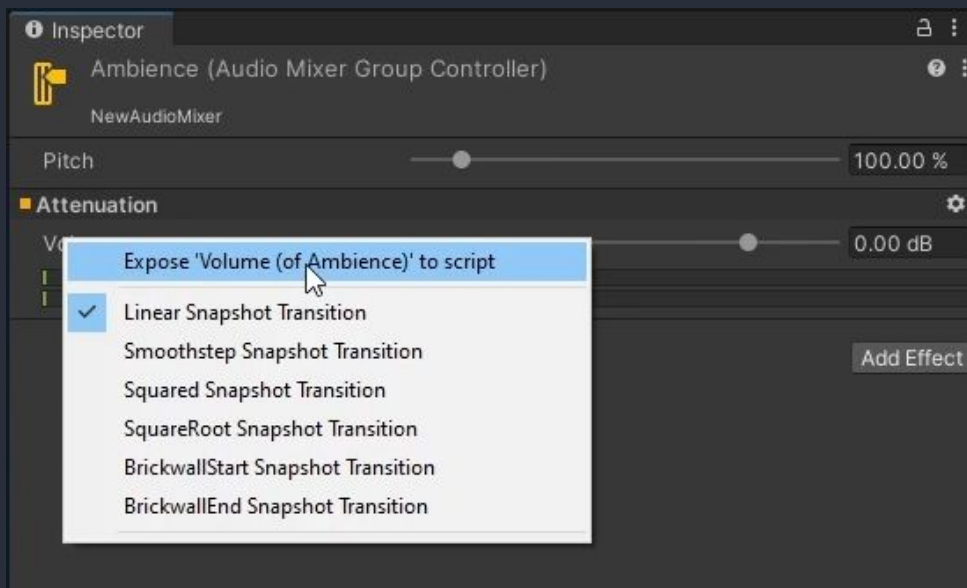 Inspector
Ambience (Audio Mixer Group Controller)
NewAudioMixer
Pitch 100.00 %
Attenuation
0.00 dB
Expose 'Volume (of Ambience)' to script
Linear Snapshot Transition
Smoothstep Snapshot Transition
Add Effect
Squared Snapshot Transition
SquareRoot Snapshot Transition
BrickwallStart Snapshot Transition
BrickwallEnd Snapshot Transition